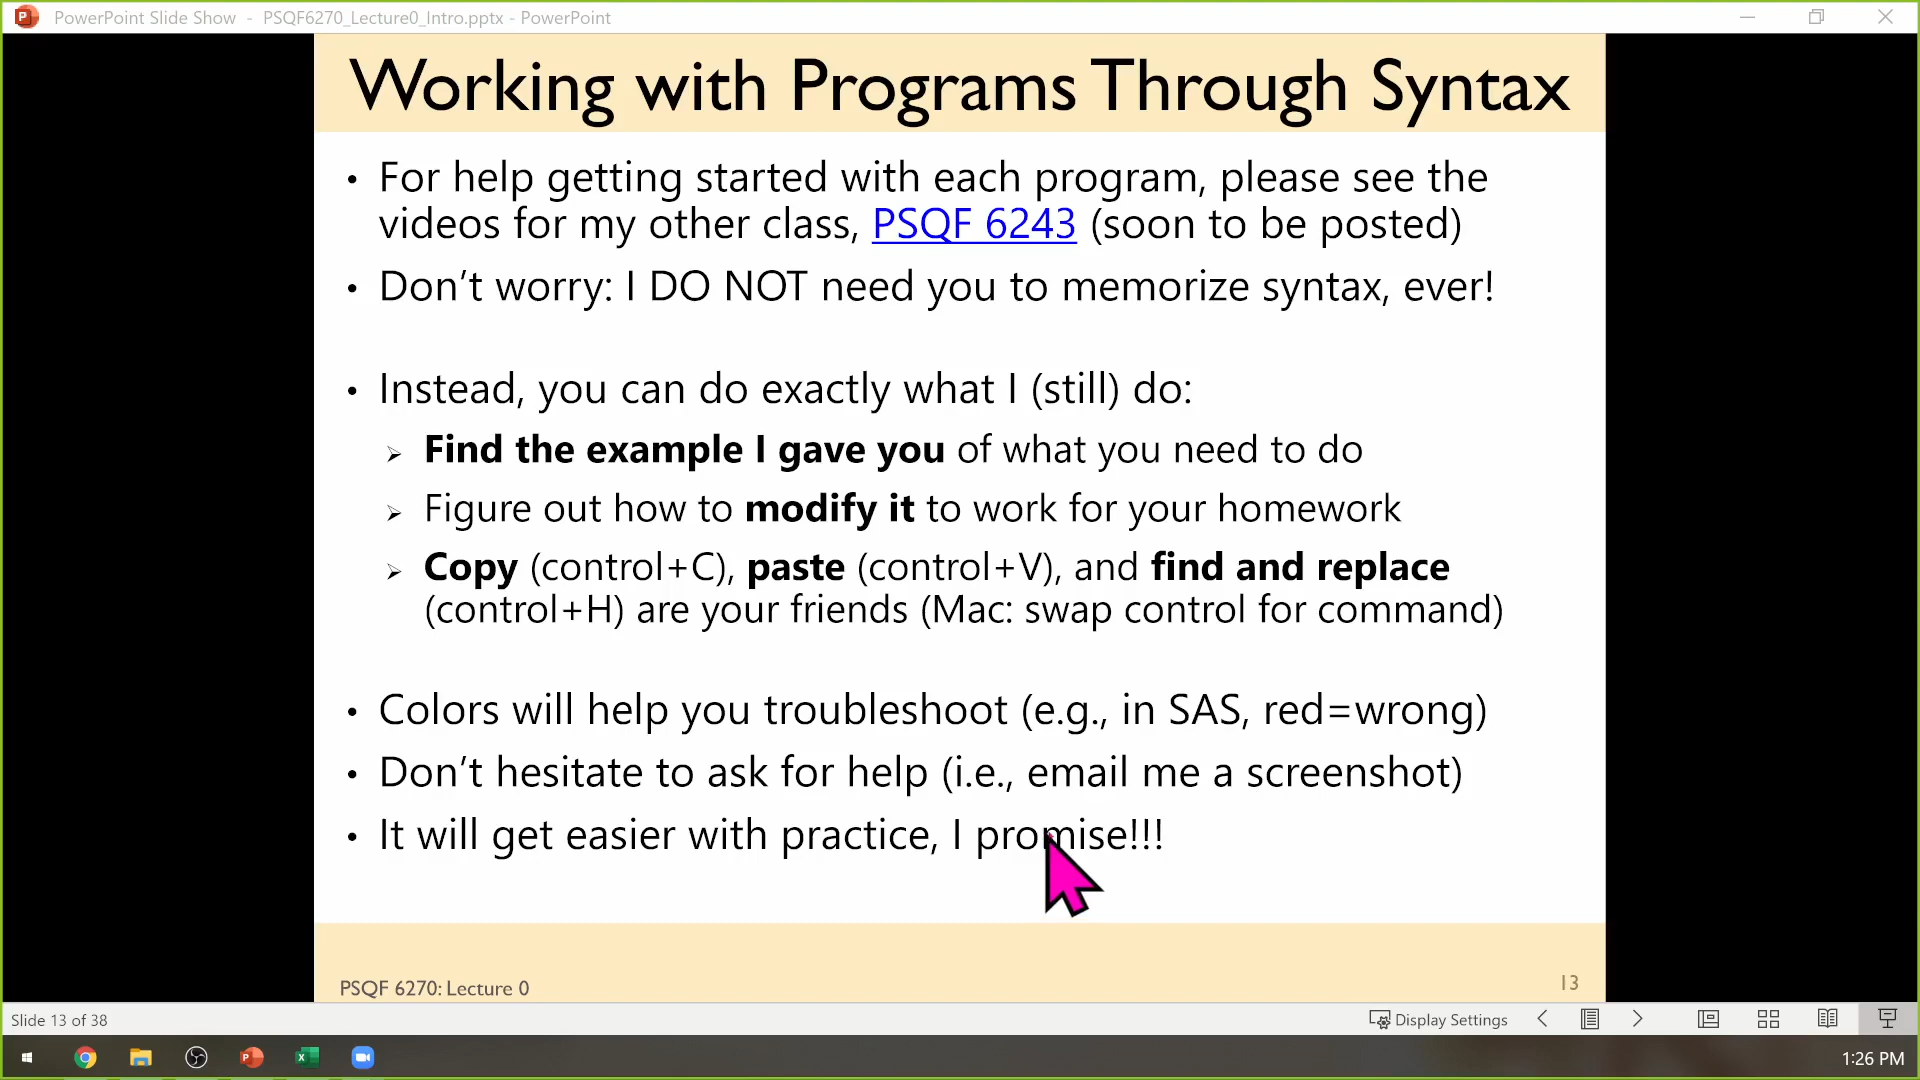 PowerPoint Slide Show - PSQF6270_Lecture0_Intro.pptx - PowerPoint
Working with Programs Through Syntax
• For help getting started with each program, please see the
videos for my other class, PSQF 6243 (soon to be posted)
• Don’t worry: I DO NOT need you to memorize syntax, ever!
• Instead, you can do exactly what I (still) do:
➢ Find the example I gave you of what you need to do
➢ Figure out how to modify it to work for your homework
➢ Copy (control+C), paste (control+V), and find and replace
(control+H) are your friends (Mac: swap control for command)
• Colors will help you troubleshoot (e.g., in SAS, red=wrong)
• Don’t hesitate to ask for help (i.e., email me a screenshot)
• It will get easier with practice, I promise!!!
PSQF 6270: Lecture 0
13
Slide 13 of 38
Display Settings
1:26 PM